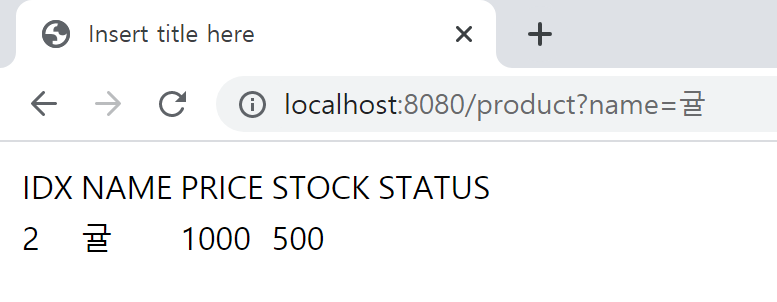 Insert title here
localhost:8080/product?name=귤
IDX NAME PRICE STOCK STATUS
2 귤 1000 500